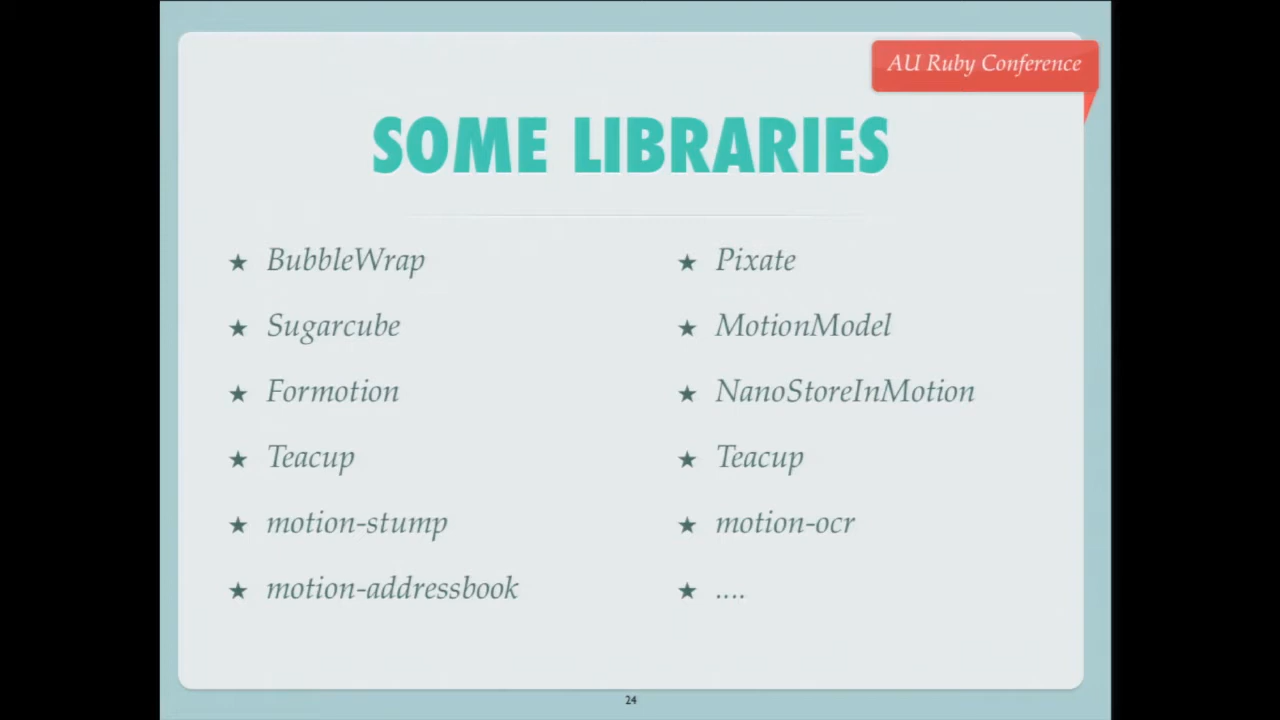 AU Ruby Conference
SOME LIBRARIES
★ BubbleWrap
★ Sugarcube
★ Formotion
★ Teacup
★ motion-stump
★ motion-addressbook
★ Pixate
★ MotionModel
★ NanoStoreInMotion
★ Teacup
★ motion-ocr
★ ....
24